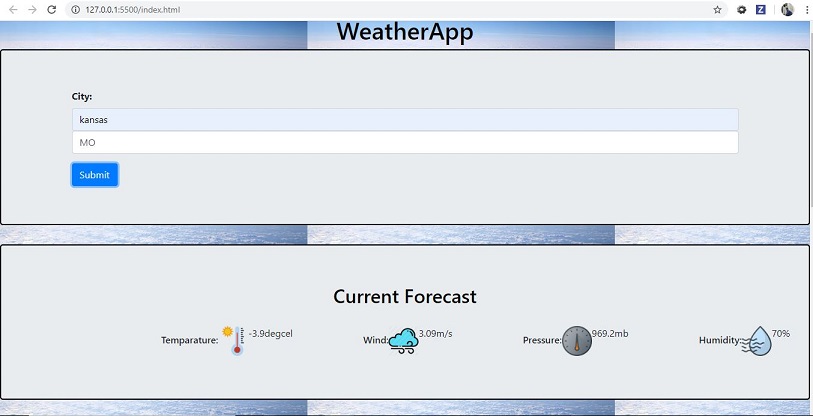 127.0.0.1:5500/index.html
WeatherApp
City:
kansas
MO
Submit
Current Forecast
Temparature: -3.9degcel Wind: 3.09m/s Pressure: 969.2mb Humidity: 70%